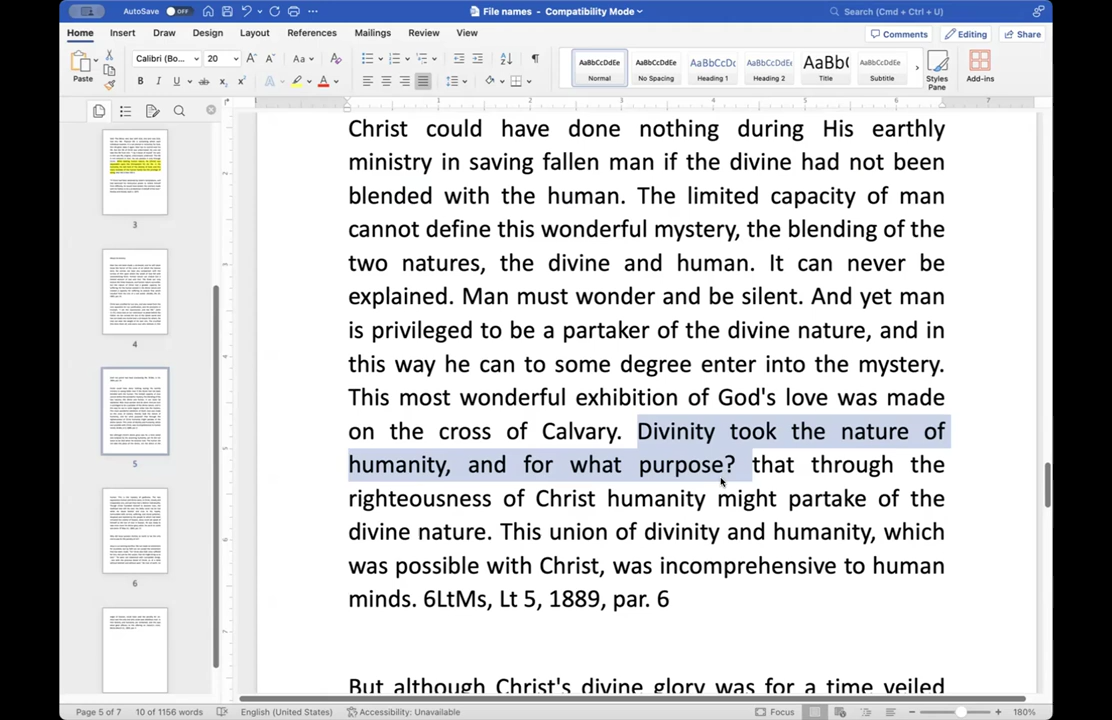 AutoSave OFF File names - Compatibility Mode Search (Cmd + Ctrl + U)
Home Insert Draw Design Layout References Mailings Review View Comments Editing Share
Calibri (Bo... 20
Paste
AaBbCcDdEe AaBbCcDdEe AaBbCcDc AaBbCcDdEe AaBb( AaBbCcDdEe
Normal No Spacing Heading 1 Heading 2 Title Subtitle Styles Pane Add-ins
3
4
5
6
Christ could have done nothing during His earthly
ministry in saving fallen man if the divine had not been
blended with the human. The limited capacity of man
cannot define this wonderful mystery, the blending of the
two natures, the divine and human. It can never be
explained. Man must wonder and be silent. And yet man
is privileged to be a partaker of the divine nature, and in
this way he can to some degree enter into the mystery.
This most wonderful exhibition of God's love was made
on the cross of Calvary. Divinity took the nature of
humanity, and for what purpose? that through the
righteousness of Christ humanity might partake of the
divine nature. This union of divinity and humanity, which
was possible with Christ, was incomprehensive to human
minds. 6LtMs, Lt 5, 1889, par. 6
But although Christ's divine glory was for a time veiled
Page 5 of 7 10 of 1156 words English (United States) Accessibility: Unavailable Focus 180%